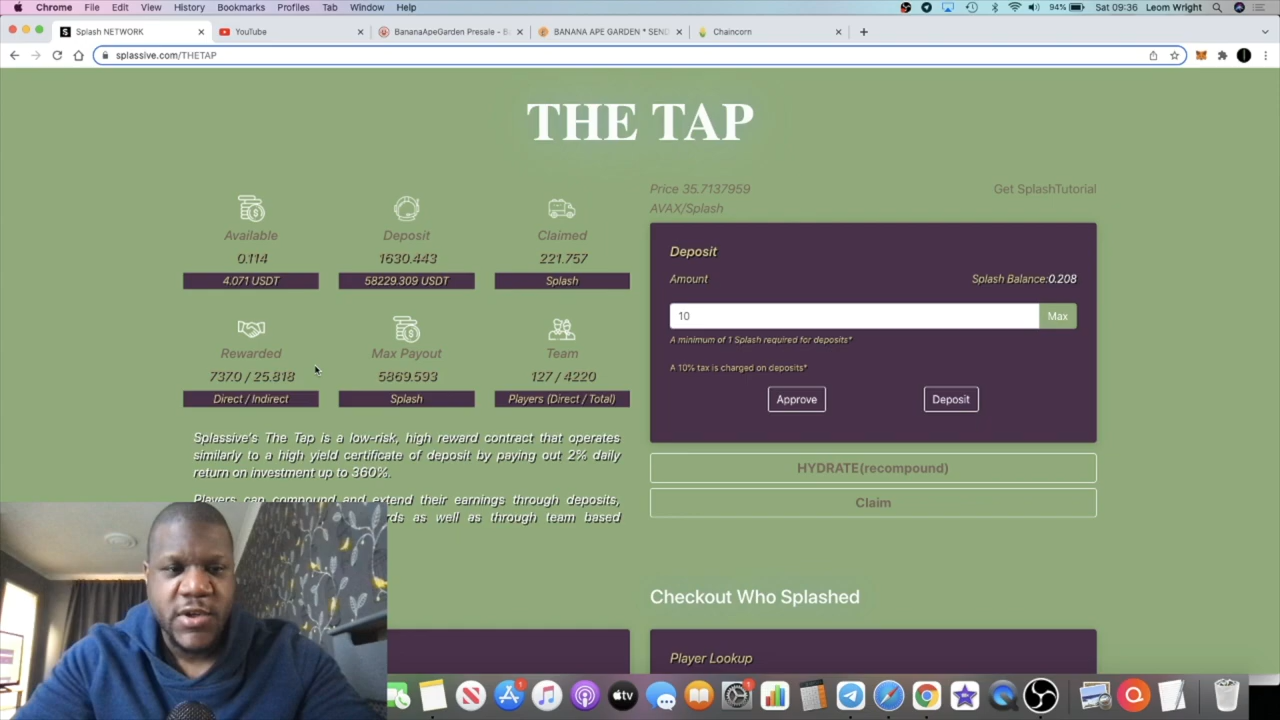 Chrome File Edit View History Bookmarks Profiles Tab Window Help 94% Sat 09:36 Leom Wright
Splash NETWORK YouTube BananaApeGarden Presale - B BANANA APE GARDEN * SEND Chaincorn
splassive.com/THETAP
THE TAP
Price 35.7137959
AVAX/Splash
Get SplashTutorial
Available Deposit Claimed
0.114 1630.443 221.757
4.071 USDT 58229.309 USDT Splash
Rewarded Max Payout Team
737.0 / 25.818 5869.593 127 / 4220
Direct / Indirect Splash Players (Direct / Total)
Splassive's The Tap is a low-risk, high reward contract that operates
similarly to a high yield certificate of deposit by paying out 2% daily
return on investment up to 360%.
Players can compound and extend their earnings through deposits,
as well as through team based
Deposit
Amount Splash Balance:0.208
10 Max
A minimum of 1 Splash required for deposits*
A 10% tax is charged on deposits*
Approve Deposit
HYDRATE(recompound)
Claim
Checkout Who Splashed
Player Lookup
tv